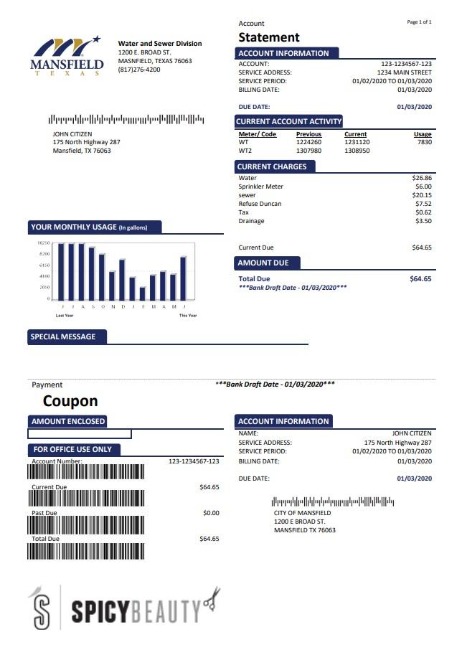 Account
Page 1 of 1
Statement
MANSFIELD
T E X A S
Water and Sewer Division
1200 E. BROAD ST.
MASNFIELD, TEXAS 76063
(817)276-4200
ACCOUNT INFORMATION
ACCOUNT: 123-1234567-123
SERVICE ADDRESS: 1234 MAIN STREET
SERVICE PERIOD: 01/02/2020 TO 01/03/2020
BILLING DATE: 01/03/2020
DUE DATE: 01/03/2020
JOHN CITIZEN
175 North Highway 287
Mansfield, TX 76063
CURRENT ACCOUNT ACTIVITY
Meter/ Code Previous Current Usage
WT 1224260 1231120 7830
WT2 1307980 1308950
CURRENT CHARGES
Water $26.86
Sprinkler Meter $6.00
sewer $20.15
Refuse Duncan $7.52
Tax $0.62
Drainage $3.50
Current Due $64.65
AMOUNT DUE
Total Due $64.65
***Bank Draft Date - 01/03/2020***
YOUR MONTHLY USAGE (In gallons)
8000
6000
4000
2000
0
Last Year This Year
SPECIAL MESSAGE
Payment
***Bank Draft Date - 01/03/2020***
Coupon
AMOUNT ENCLOSED
FOR OFFICE USE ONLY
Account Number: 123-1234567-123
Current Due $64.65
Past Due $0.00
Total Due $64.65
ACCOUNT INFORMATION
NAME: JOHN CITIZEN
SERVICE ADDRESS: 175 North Highway 287
SERVICE PERIOD: 01/02/2020 TO 01/03/2020
BILLING DATE: 01/03/2020
DUE DATE: 01/03/2020
CITY OF MANSFIELD
1200 E BROAD ST.
MANSFIELD TX 76063
S SPICYBEAUTY